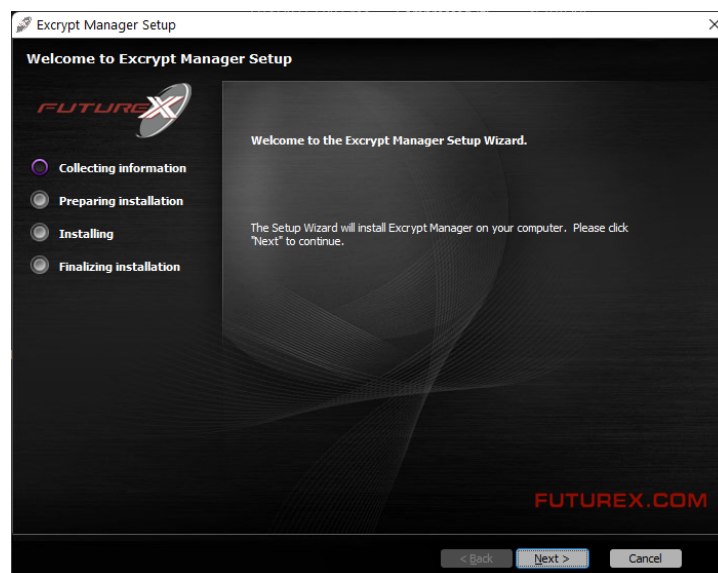 Excrypt Manager Setup
Welcome to Excrypt Manager Setup
FUTUREX
Collecting information
Preparing installation
Installing
Finalizing installation
Welcome to the Excrypt Manager Setup Wizard.
The Setup Wizard will install Excrypt Manager on your computer. Please click
"Next" to continue.
FUTUREX.COM
< Back
Next >
Cancel